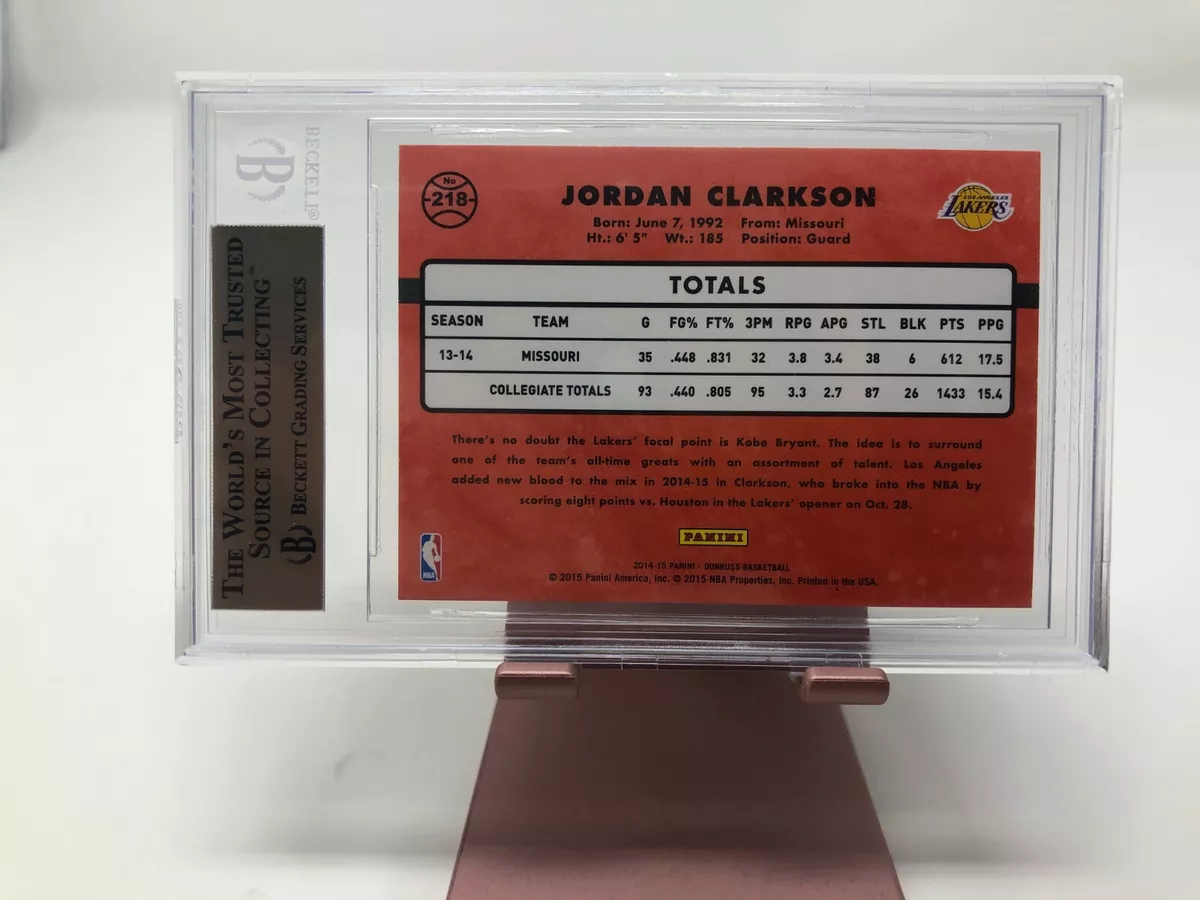 BECKETT®
B
THE WORLD'S MOST TRUSTED
SOURCE IN COLLECTING™
B BECKETT GRADING SERVICES
No
-218-
JORDAN CLARKSON
LOS ANGELES
LAKERS
Born: June 7, 1992 From: Missouri
Ht.: 6' 5" Wt.: 185 Position: Guard
TOTALS
SEASON TEAM G FG% FT% 3PM RPG APG STL BLK PTS PPG
13-14 MISSOURI 35 .448 .831 32 3.8 3.4 38 6 612 17.5
COLLEGIATE TOTALS 93 .440 .805 95 3.3 2.7 87 26 1433 15.4
There's no doubt the Lakers' focal point is Kobe Bryant. The idea is to surround
one of the team's all-time greats with an assortment of talent. Los Angeles
added new blood to the mix in 2014-15 in Clarkson, who broke into the NBA by
scoring eight points vs. Houston in the Lakers' opener on Oct. 28.
PANINI
NBA
2014-15 PANINI - DONRUSS BASKETBALL
© 2015 Panini America, Inc. © 2015 NBA Properties, Inc. Printed in the USA.